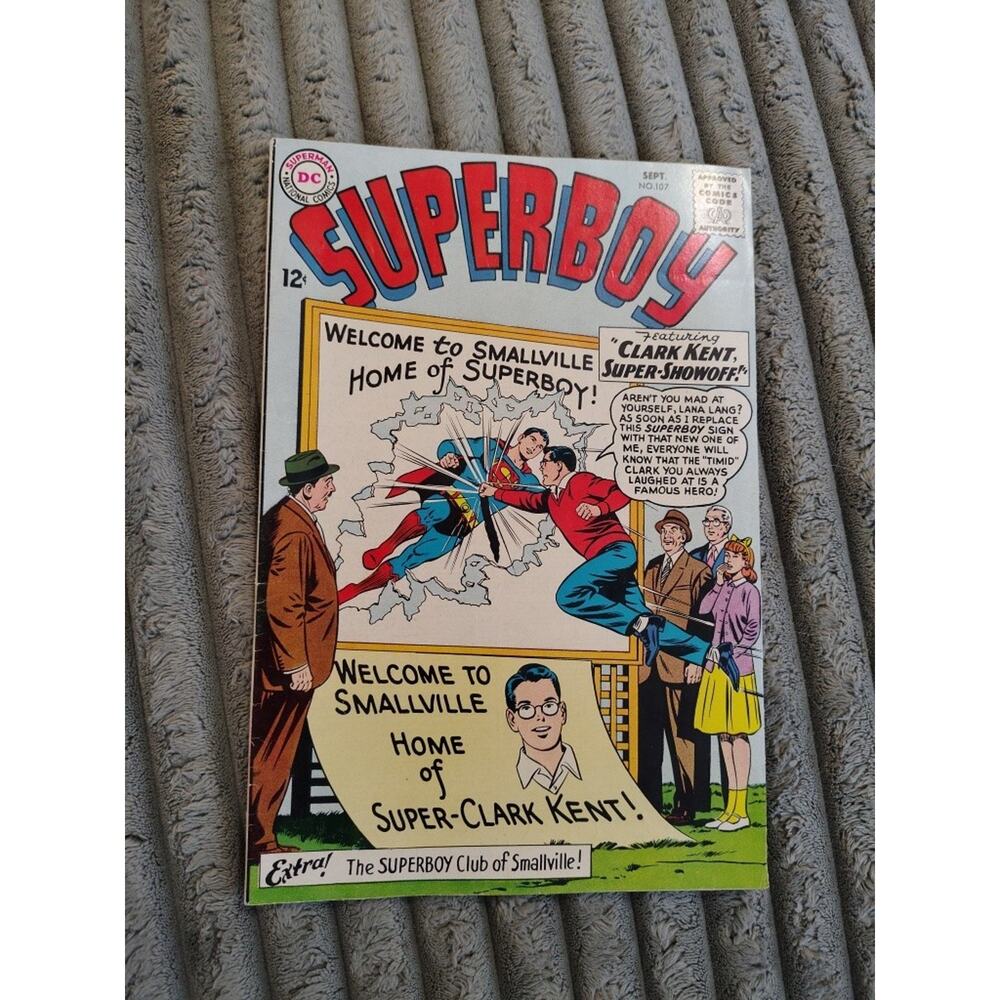 SUPERMAN
DC
NATIONAL COMICS
SUPERBOY
SEPT.
NO.107
APPROVED
BY THE
COMICS
CODE
AUTHORITY
12¢
WELCOME to SMALLVILLE
HOME of SUPERBOY!
Featuring
"CLARK KENT,
SUPER-SHOWOFF!"
AREN'T YOU MAD AT
YOURSELF, LANA LANG?
AS SOON AS I REPLACE
THIS SUPERBOY SIGN
WITH THAT NEW ONE OF
ME, EVERYONE WILL
KNOW THAT THE "TIMID"
CLARK YOU ALWAYS
LAUGHED AT IS A
FAMOUS HERO!
WELCOME TO
SMALLVILLE
HOME
of
SUPER-CLARK KENT!
Extra! The SUPERBOY Club of Smallville!